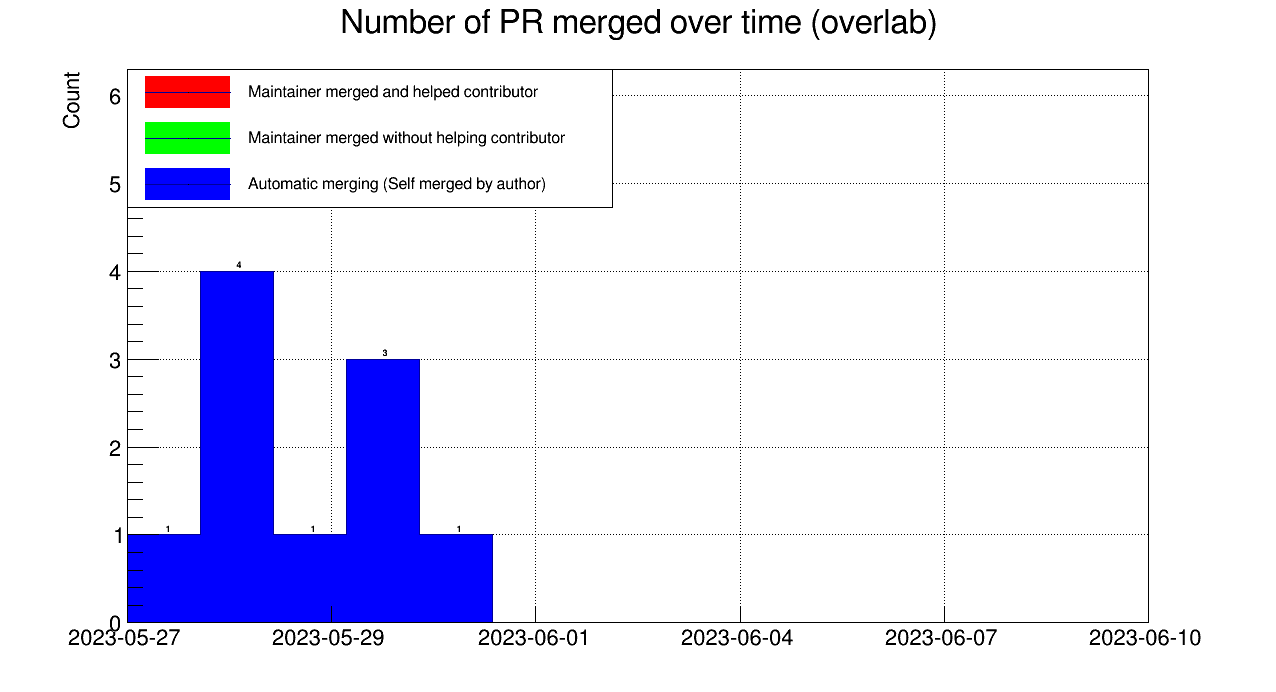 Number of PR merged over time (overlab)
Count
6
Maintainer merged and helped contributor
Maintainer merged without helping contributor
5
Automatic merging (Self merged by author)
4
4
3
3
2
1
1
1
1
0
2023-05-27 2023-05-29 2023-06-01 2023-06-04 2023-06-07 2023-06-10